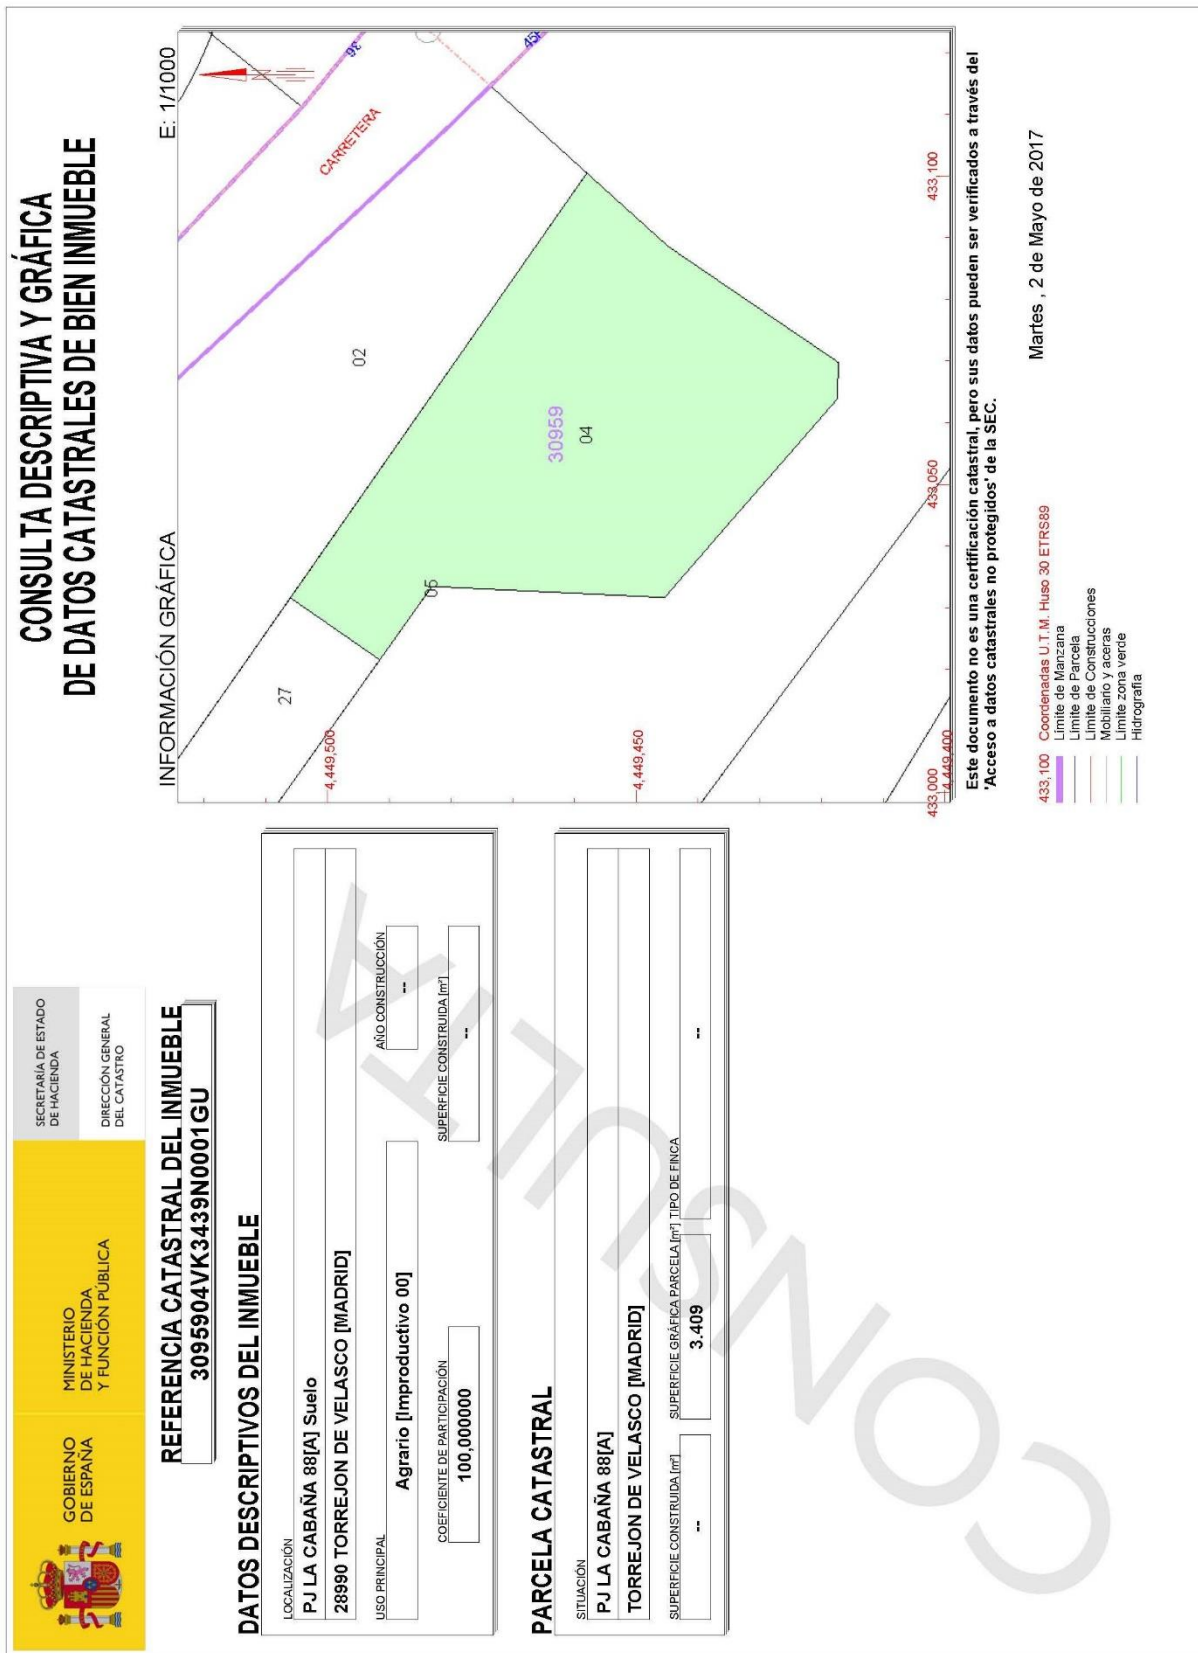 GOBIERNO
DE ESPAÑA
MINISTERIO
DE HACIENDA
Y FUNCIÓN PÚBLICA
SECRETARÍA DE ESTADO
DE HACIENDA
DIRECCIÓN GENERAL
DEL CATASTRO
CONSULTA DESCRIPTIVA Y GRÁFICA
DE DATOS CATASTRALES DE BIEN INMUEBLE
REFERENCIA CATASTRAL DEL INMUEBLE
3095904VK3439N0001GU
DATOS DESCRIPTIVOS DEL INMUEBLE
LOCALIZACIÓN
PJ LA CABAÑA 88[A] Suelo
28990 TORREJON DE VELASCO [MADRID]
USO PRINCIPAL
Agrario [Improductivo 00]
AÑO CONSTRUCCIÓN
--
COEFICIENTE DE PARTICIPACIÓN
100,000000
SUPERFICIE CONSTRUIDA [m²]
--
PARCELA CATASTRAL
SITUACIÓN
PJ LA CABAÑA 88[A]
TORREJON DE VELASCO [MADRID]
SUPERFICIE CONSTRUIDA [m²]
--
SUPERFICIE GRÁFICA PARCELA [m²]
3.409
TIPO DE FINCA
--
CONSULTA
INFORMACIÓN GRÁFICA
E: 1/1000
N
CARRETERA
02
27
05
30959
04
4,449,500
4,449,450
4,449,400
433,000
433,050
433,100
Este documento no es una certificación catastral, pero sus datos pueden ser verificados a través del
'Acceso a datos catastrales no protegidos' de la SEC.
433,100 Coordenadas U.T.M. Huso 30 ETRS89
Limite de Manzana
Limite de Parcela
Limite de Construcciones
Mobiliario y aceras
Limite zona verde
Hidrografía
Martes , 2 de Mayo de 2017